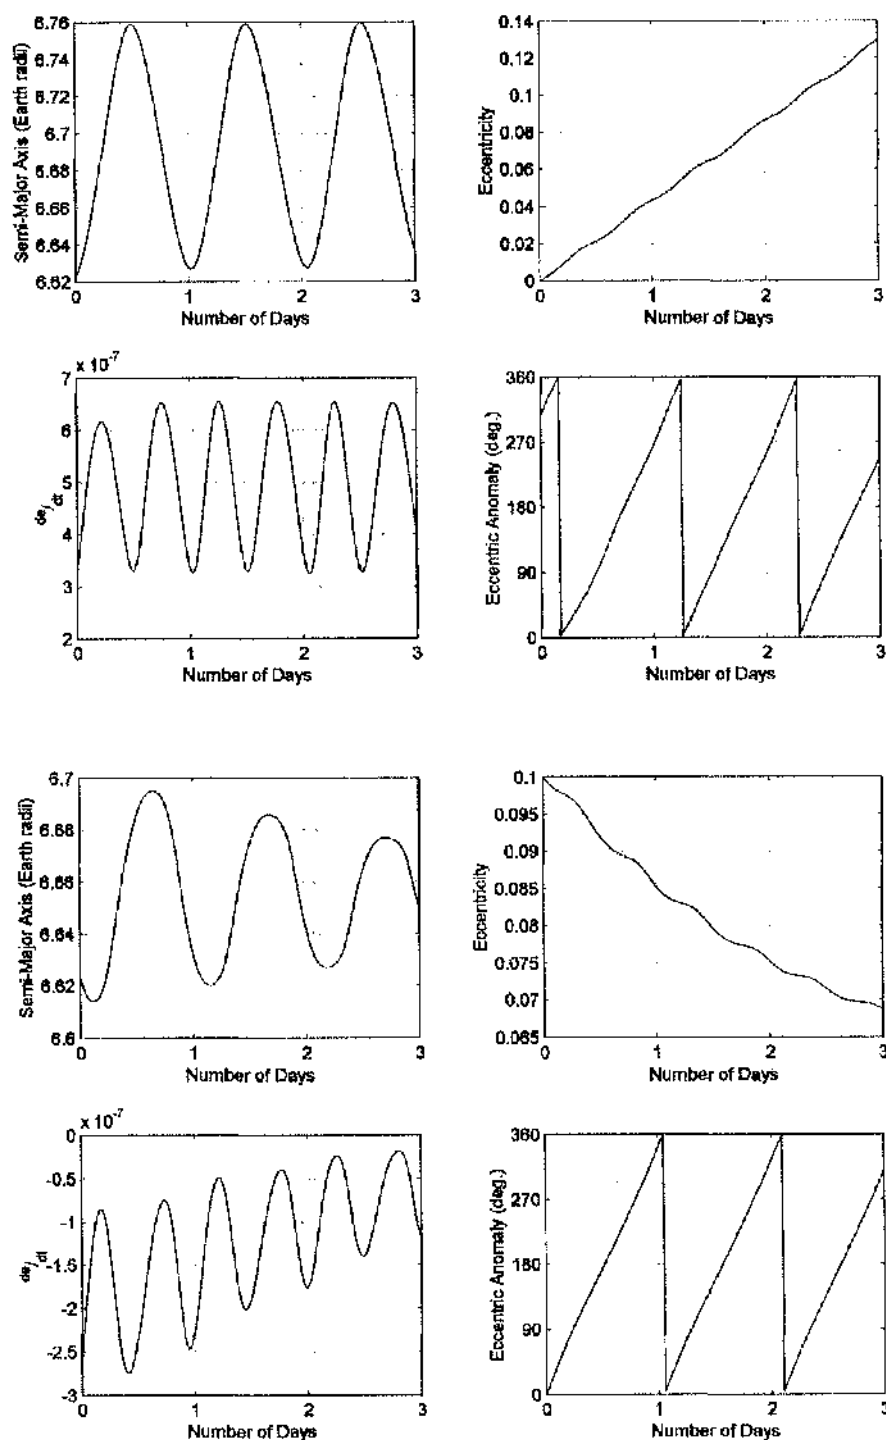 6.76
6.74
6.72
6.7
6.68
6.66
6.64
6.62
Semi-Major Axis (Earth radii)
0 1 2 3
Number of Days
0.14
0.12
0.1
0.08
0.06
0.04
0.02
0
Eccentricity
0 1 2 3
Number of Days
x 10^-7
7
6
5
4
3
2
de/dt
0 1 2 3
Number of Days
360
270
180
90
0
Eccentric Anomaly (deg.)
0 1 2 3
Number of Days
6.7
6.68
6.66
6.64
6.62
6.6
Semi-Major Axis (Earth radii)
0 1 2 3
Number of Days
0.1
0.095
0.09
0.085
0.08
0.075
0.07
0.065
Eccentricity
0 1 2 3
Number of Days
x 10^-7
0
-0.5
-1
-1.5
-2
-2.5
-3
de/dt
0 1 2 3
Number of Days
360
270
180
90
0
Eccentric Anomaly (deg.)
0 1 2 3
Number of Days